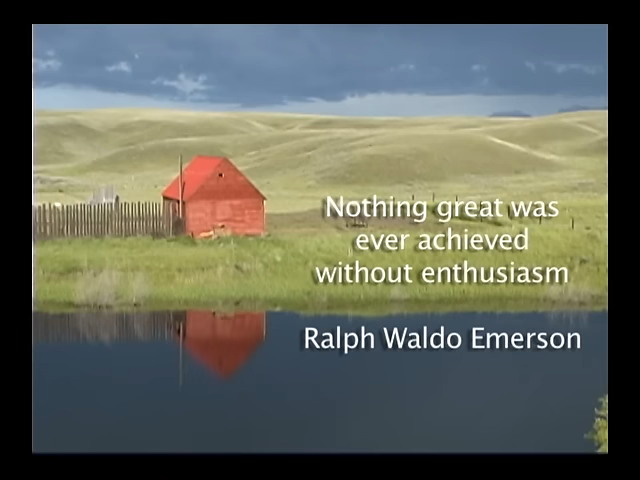 Nothing great was
ever achieved
without enthusiasm
Ralph Waldo Emerson